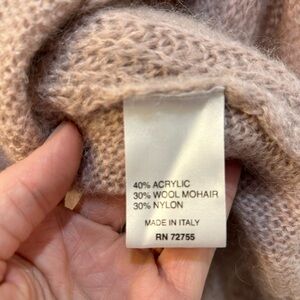 40% ACRYLIC
30% WOOL MOHAIR
30% NYLON
MADE IN ITALY
RN 72755